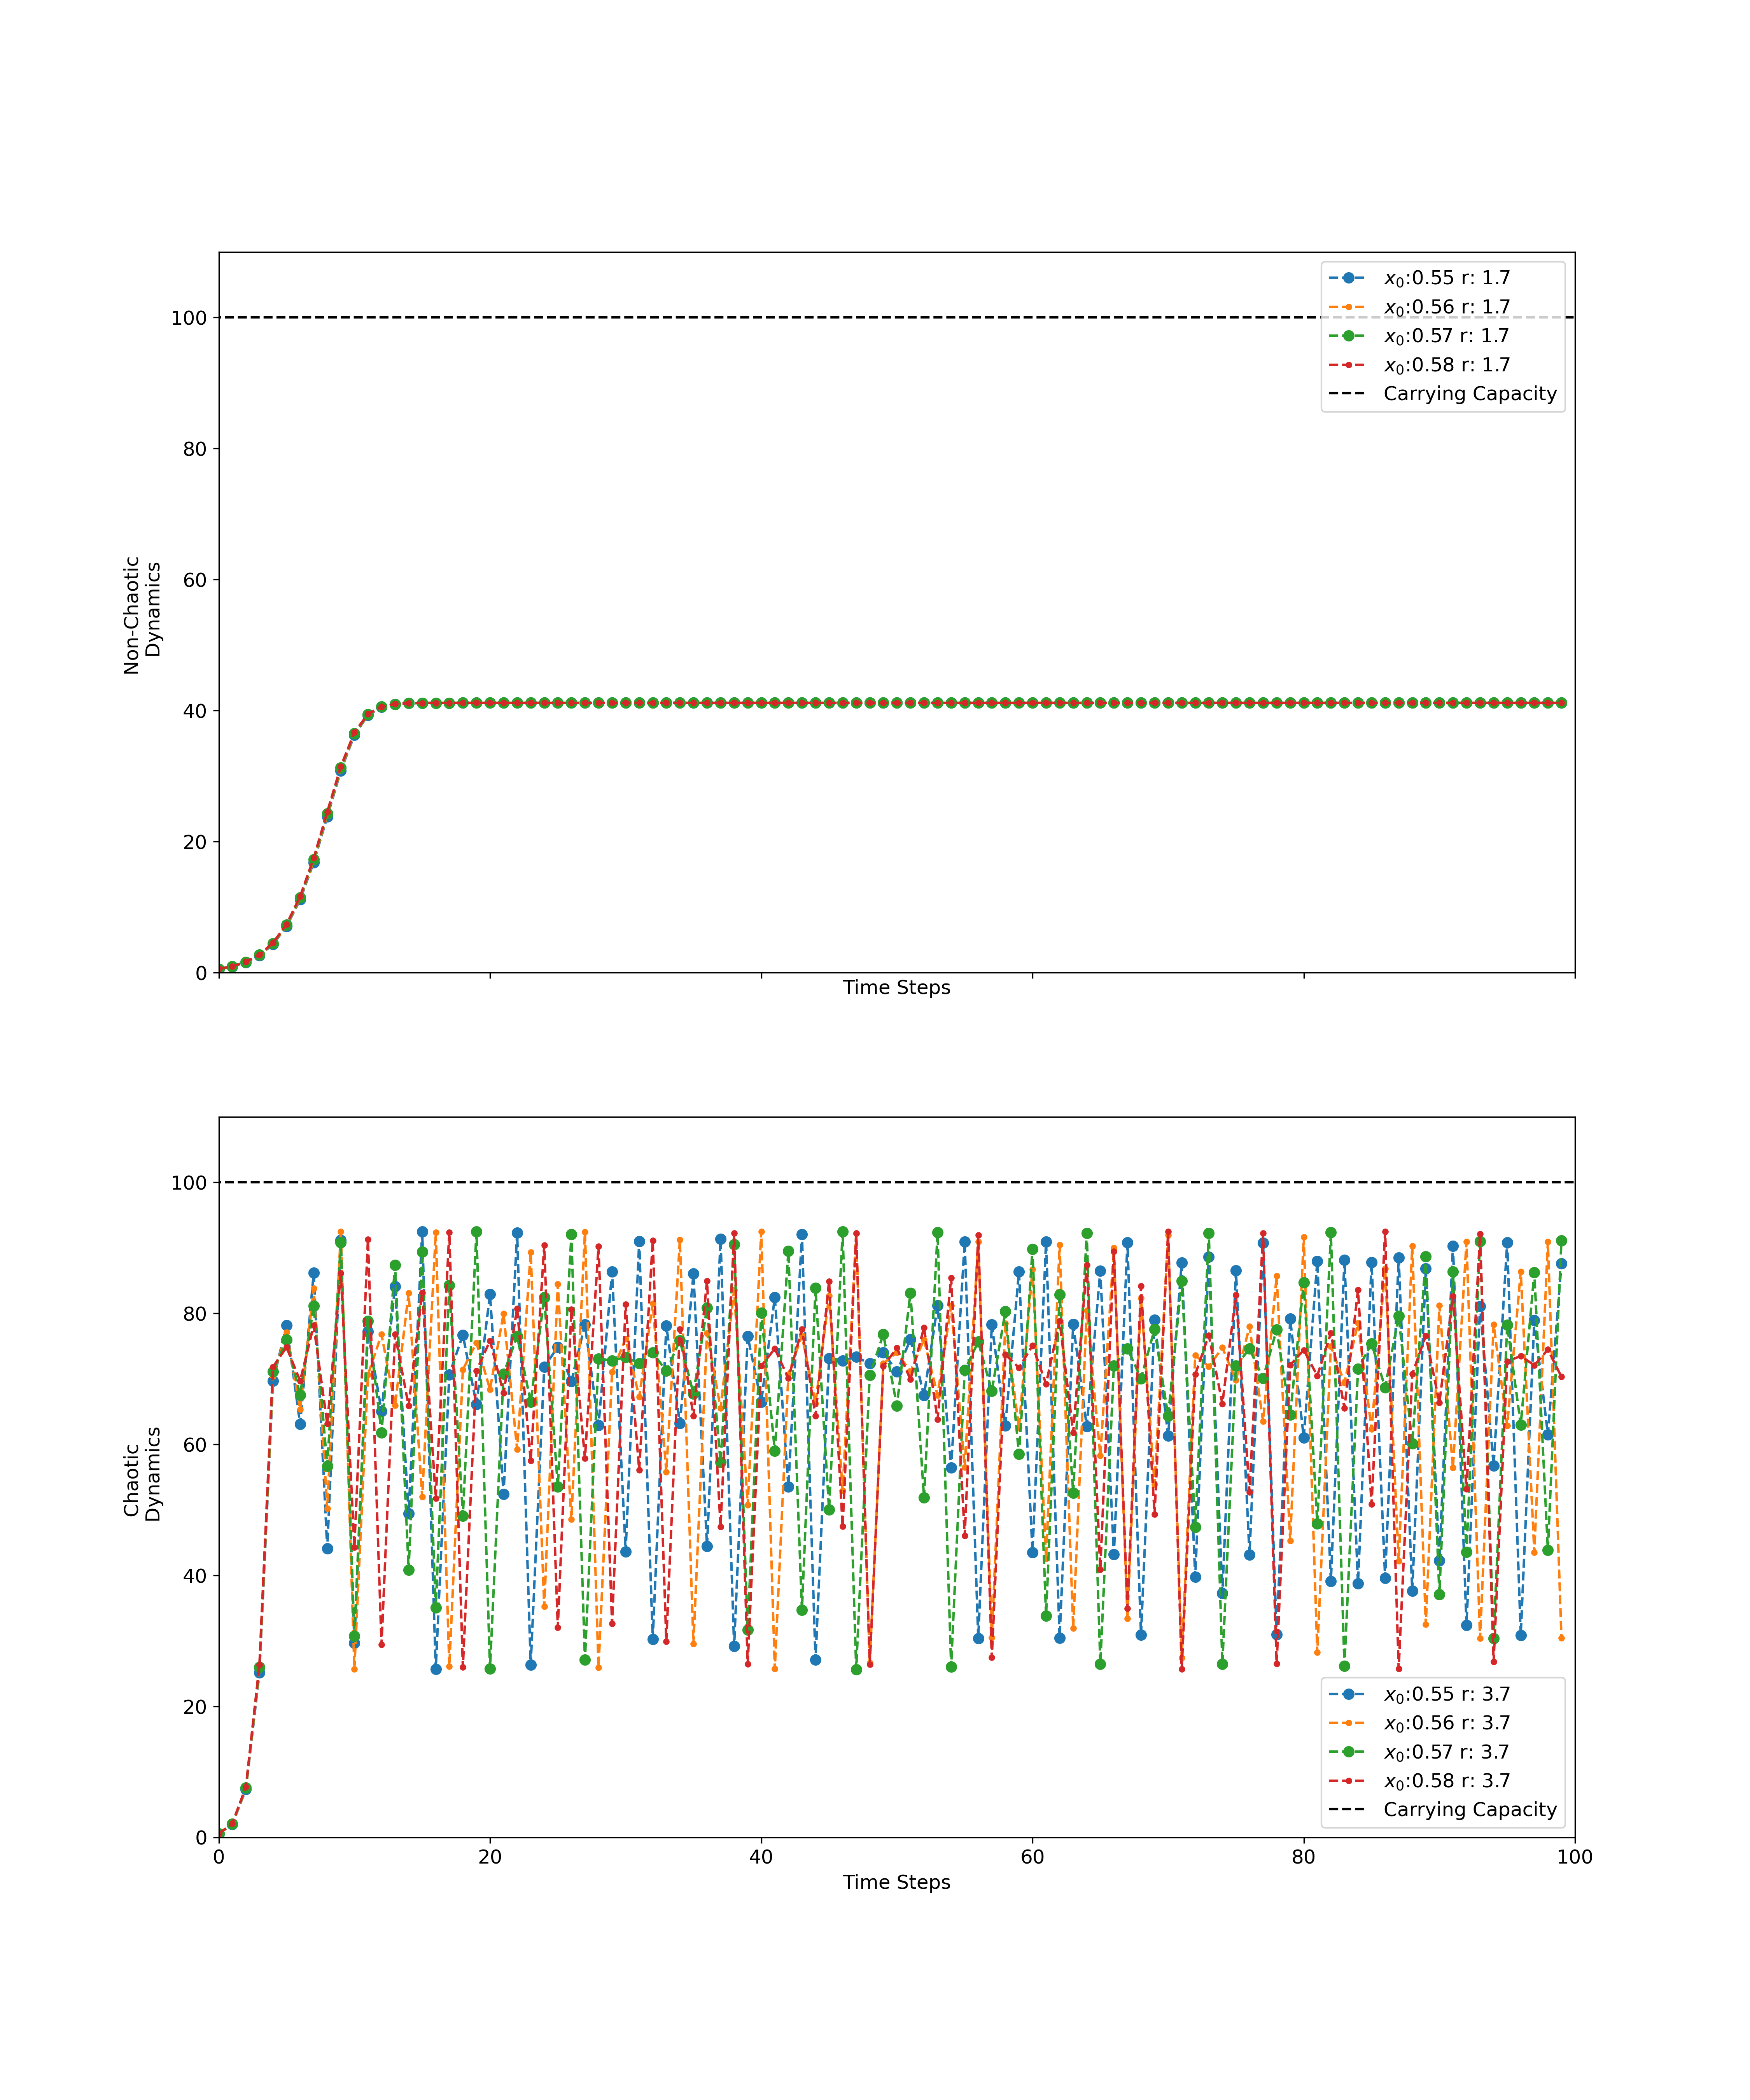 x0:0.55 r: 1.7
x0:0.56 r: 1.7
x0:0.57 r: 1.7
x0:0.58 r: 1.7
Carrying Capacity
100
80
60
40
20
0
Non-Chaotic
Dynamics
Time Steps
100
80
60
40
20
0
Chaotic
Dynamics
x0:0.55 r: 3.7
x0:0.56 r: 3.7
x0:0.57 r: 3.7
x0:0.58 r: 3.7
Carrying Capacity
0 20 40 60 80 100
Time Steps